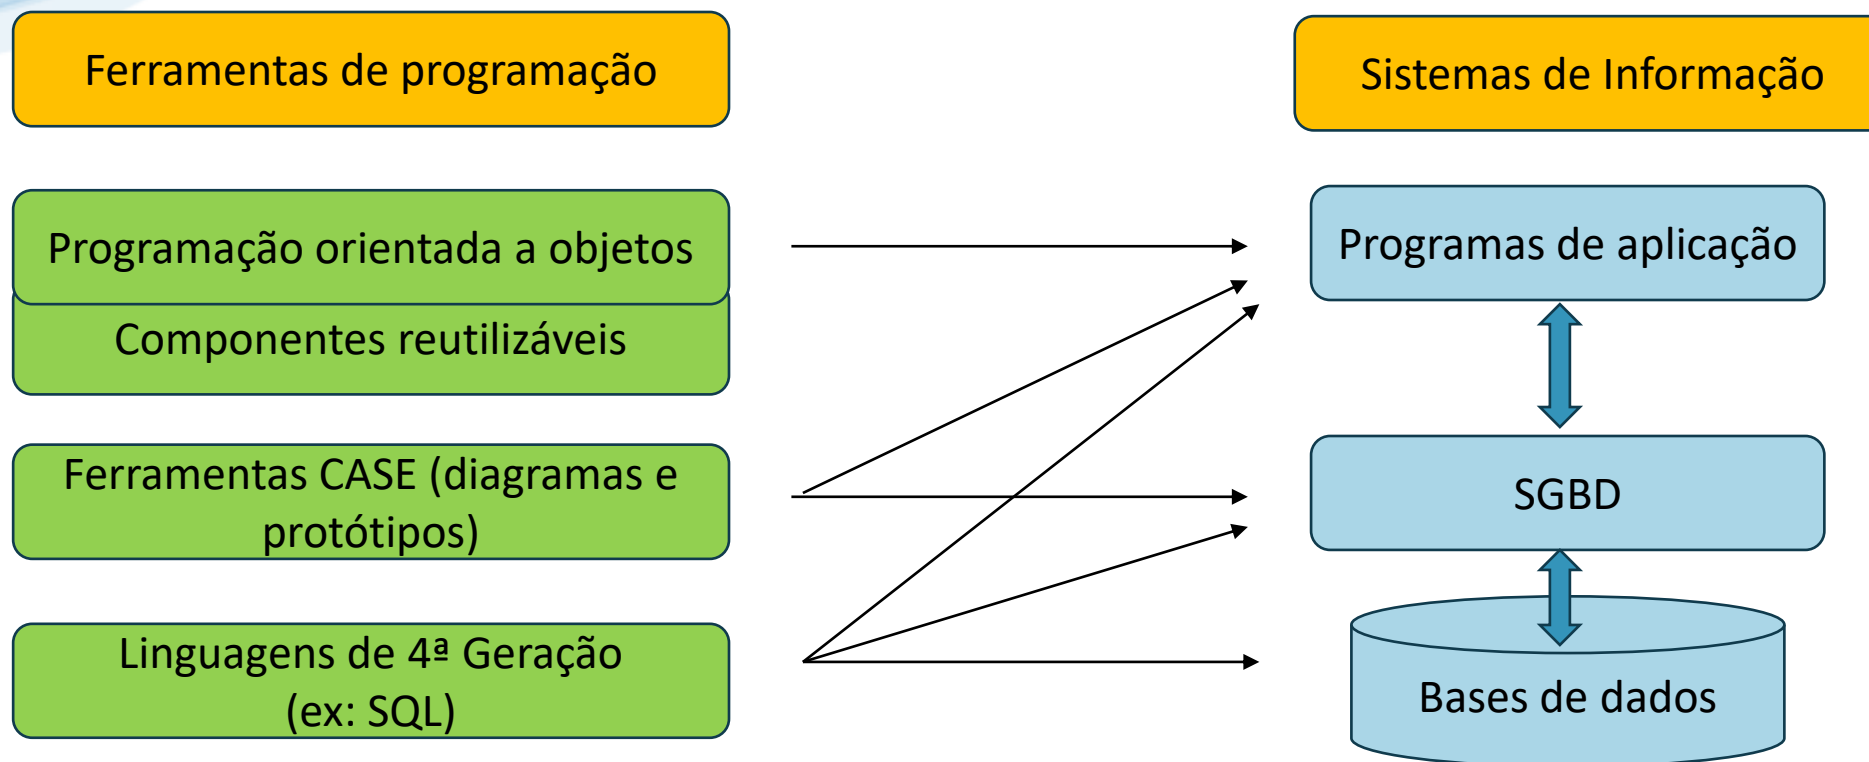 Ferramentas de programação
Sistemas de Informação
Programação orientada a objetos
Componentes reutilizáveis
Programas de aplicação
Ferramentas CASE (diagramas e
protótipos)
SGBD
Linguagens de 4ª Geração
(ex: SQL)
Bases de dados